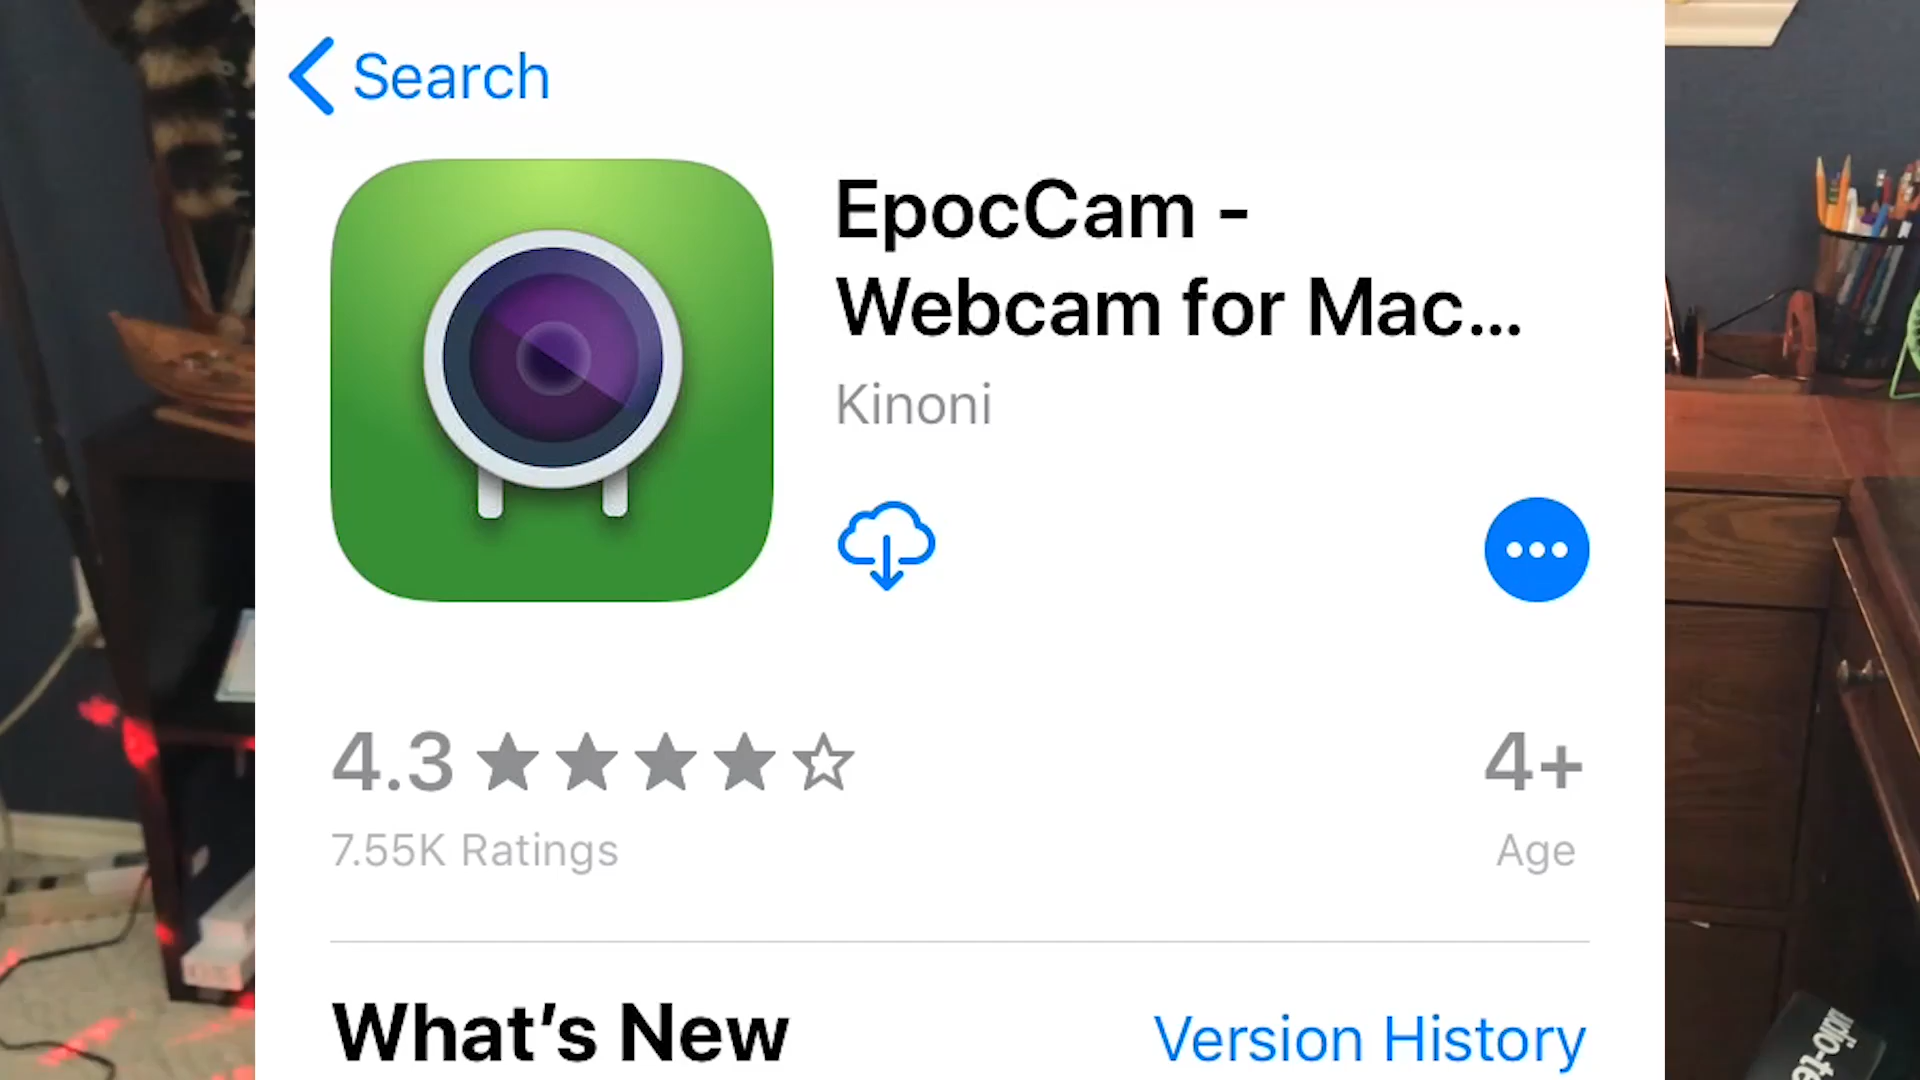 Search
EpocCam -
Webcam for Mac...
Kinoni
4.3
4+
7.55K Ratings
Age
What's New
Version History